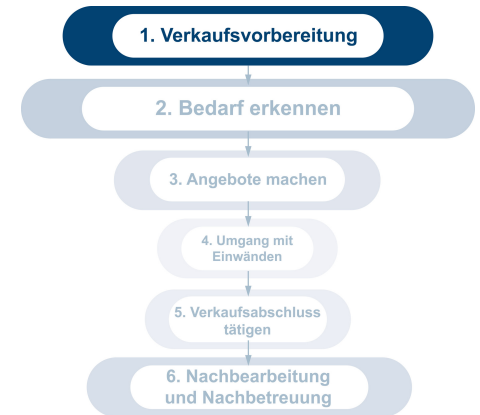 1. Verkaufsvorbereitung
2. Bedarf erkennen
3. Angebote machen
4. Umgang mit
Einwänden
5. Verkaufsabschluss
tätigen
6. Nachbearbeitung
und Nachbetreuung